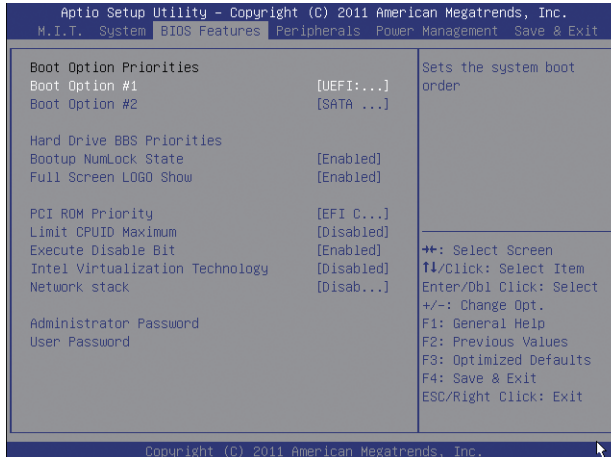 Aptio Setup Utility – Copyright (C) 2011 American Megatrends, Inc.
M.I.T. System BIOS Features Peripherals Power Management Save & Exit
Boot Option Priorities
Boot Option #1 [UEFI:...]
Boot Option #2 [SATA ...]
Hard Drive BBS Priorities
Bootup NumLock State [Enabled]
Full Screen LOGO Show [Enabled]
PCI ROM Priority [EFI C...]
Limit CPUID Maximum [Disabled]
Execute Disable Bit [Enabled]
Intel Virtualization Technology [Disabled]
Network stack [Disab...]
Administrator Password
User Password
Sets the system boot
order
→←: Select Screen
↑↓/Click: Select Item
Enter/Dbl Click: Select
+/-: Change Opt.
F1: General Help
F2: Previous Values
F3: Optimized Defaults
F4: Save & Exit
ESC/Right Click: Exit
Copyright (C) 2011 American Megatrends, Inc.